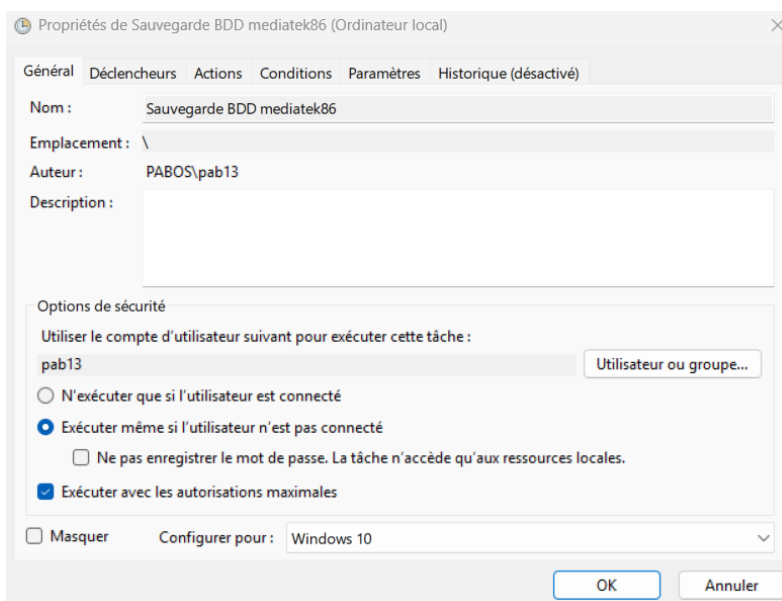 Propriétés de Sauvegarde BDD mediatek86 (Ordinateur local)
Général Déclencheurs Actions Conditions Paramètres Historique (désactivé)
Nom : Sauvegarde BDD mediatek86
Emplacement : \
Auteur : PABOS\pab13
Description :
Options de sécurité
Utiliser le compte d'utilisateur suivant pour exécuter cette tâche :
pab13 Utilisateur ou groupe...
N'exécuter que si l'utilisateur est connecté
Exécuter même si l'utilisateur n'est pas connecté
Ne pas enregistrer le mot de passe. La tâche n'accède qu'aux ressources locales.
Exécuter avec les autorisations maximales
Masquer Configurer pour : Windows 10
OK Annuler